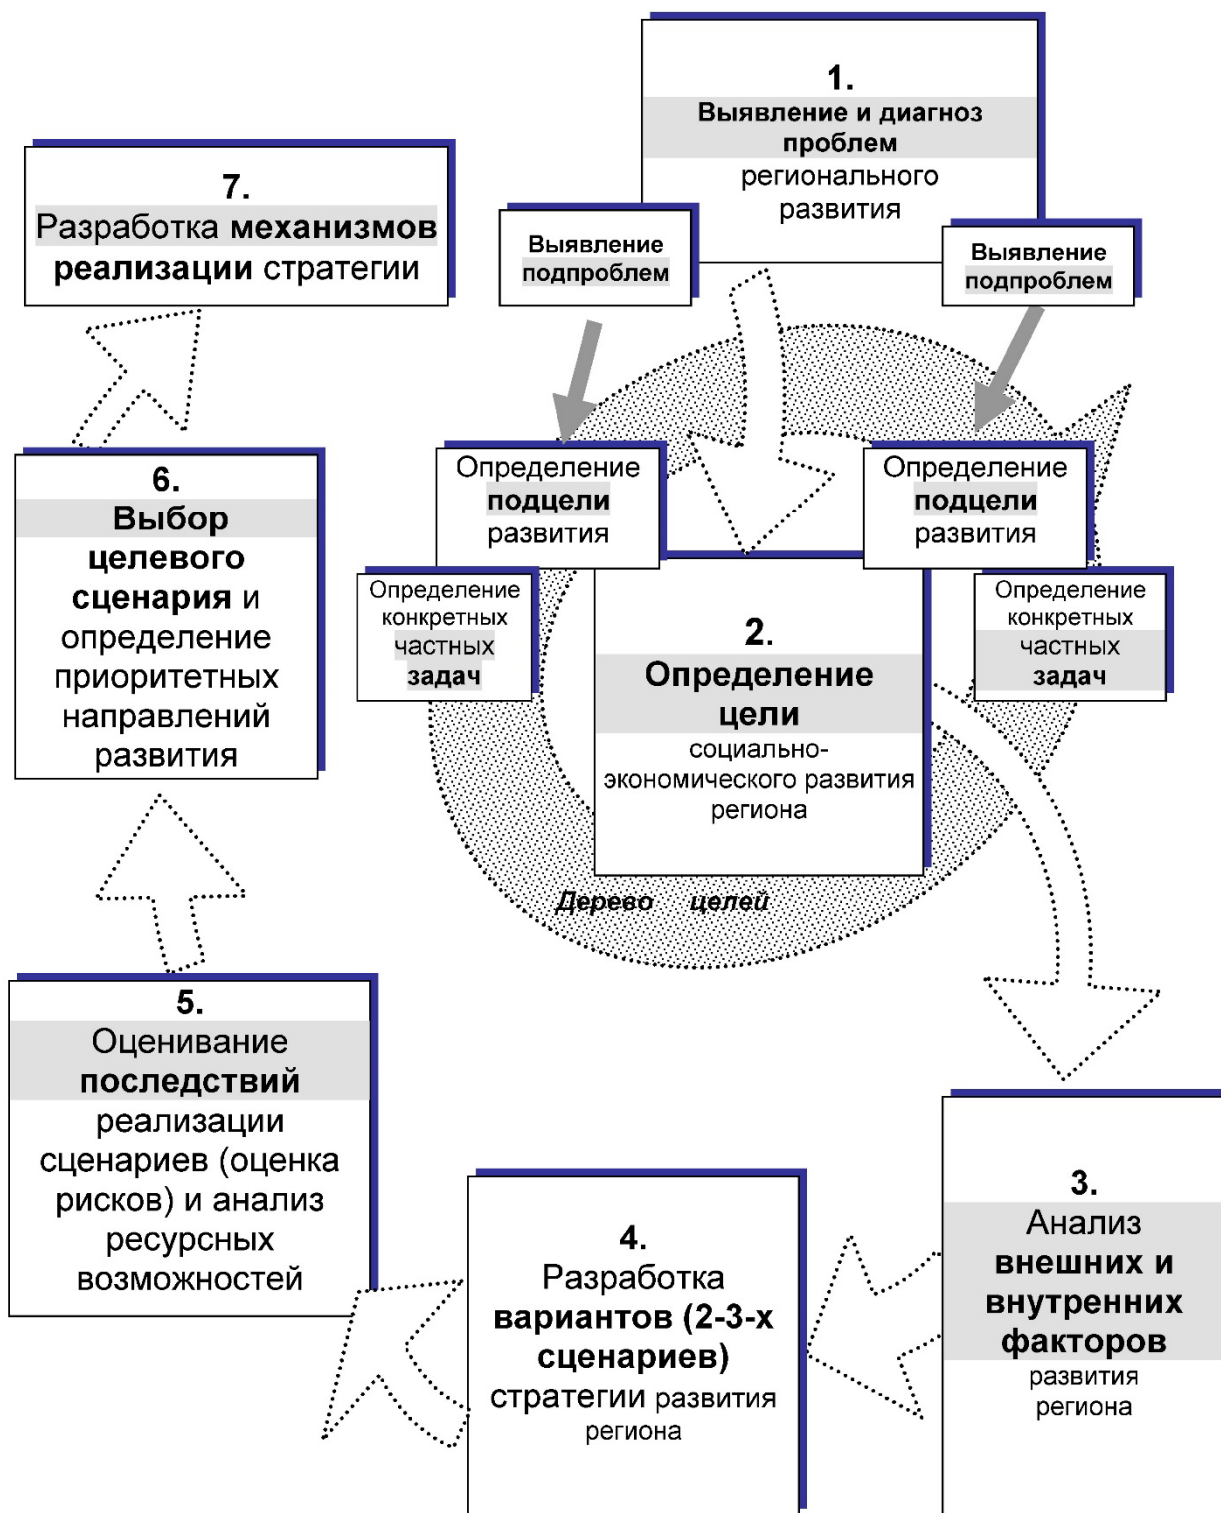 1.
Выявление и диагноз
проблем
регионального
развития
Выявление
подпроблем
Выявление
подпроблем
Определение
подцели
развития
Определение
подцели
развития
Определение
конкретных
частных
задач
Определение
конкретных
частных
задач
2.
Определение
цели
социально-
экономического развития
региона
Дерево целей
3.
Анализ
внешних и
внутренних
факторов
развития
региона
4.
Разработка
вариантов (2-3-х
сценариев)
стратегии развития
региона
5.
Оценивание
последствий
реализации
сценариев (оценка
рисков) и анализ
ресурсных
возможностей
6.
Выбор
целевого
сценария и
определение
приоритетных
направлений
развития
7.
Разработка механизмов
реализации стратегии